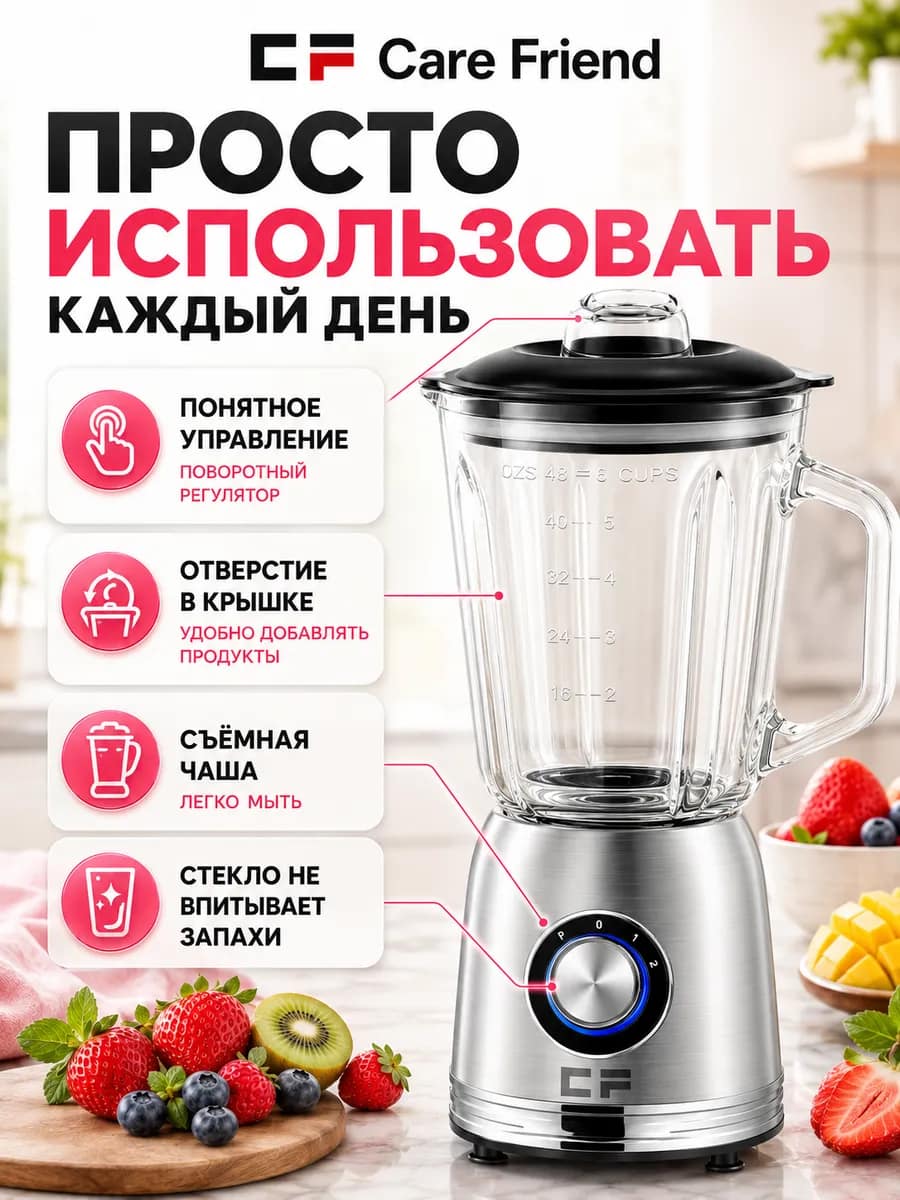 CF Care Friend
ПРОСТО
ИСПОЛЬЗОВАТЬ
КАЖДЫЙ ДЕНЬ
ПОНЯТНОЕ
УПРАВЛЕНИЕ
ПОВОРОТНЫЙ
РЕГУЛЯТОР
ОТВЕРСТИЕ
В КРЫШКЕ
УДОБНО ДОБАВЛЯТЬ
ПРОДУКТЫ
СЪЁМНАЯ
ЧАША
ЛЕГКО МЫТЬ
СТЕКЛО НЕ
ВПИТЫВАЕТ
ЗАПАХИ
OZS 48 = 6 CUPS
40 -- 5
32 -- 4
24 -- 3
16 -- 2
P 0 1 2
CF